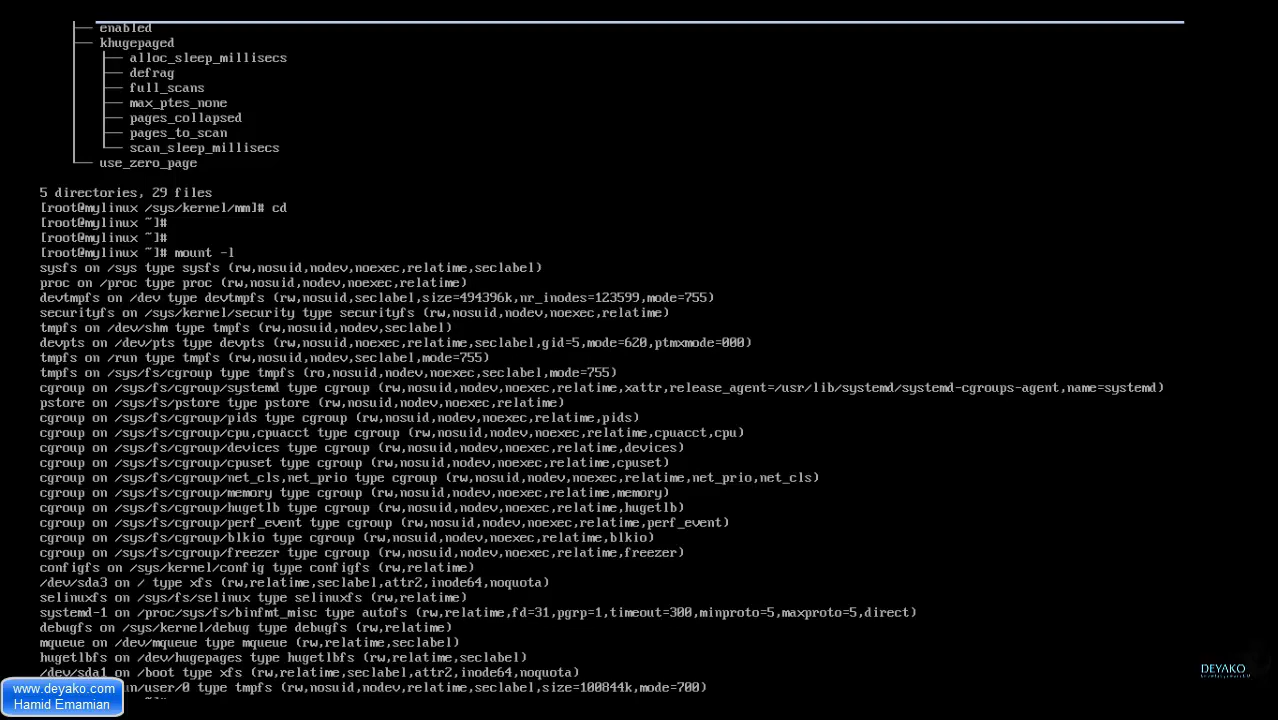 ├── enabled
├── khugepaged
│   ├── alloc_sleep_millisecs
│   ├── defrag
│   ├── full_scans
│   ├── max_ptes_none
│   ├── pages_collapsed
│   ├── pages_to_scan
│   └── scan_sleep_millisecs
└── use_zero_page
5 directories, 29 files
[root@mylinux /sys/kernel/mm]# cd
[root@mylinux ~]#
[root@mylinux ~]#
[root@mylinux ~]# mount -l
sysfs on /sys type sysfs (rw,nosuid,nodev,noexec,relatime,seclabel)
proc on /proc type proc (rw,nosuid,nodev,noexec,relatime)
devtmpfs on /dev type devtmpfs (rw,nosuid,seclabel,size=494396k,nr_inodes=123599,mode=755)
securityfs on /sys/kernel/security type securityfs (rw,nosuid,nodev,noexec,relatime)
tmpfs on /dev/shm type tmpfs (rw,nosuid,nodev,seclabel)
devpts on /dev/pts type devpts (rw,nosuid,noexec,relatime,seclabel,gid=5,mode=620,ptmxmode=000)
tmpfs on /run type tmpfs (rw,nosuid,nodev,seclabel,mode=755)
tmpfs on /sys/fs/cgroup type tmpfs (ro,nosuid,nodev,noexec,seclabel,mode=755)
cgroup on /sys/fs/cgroup/systemd type cgroup (rw,nosuid,nodev,noexec,relatime,xattr,release_agent=/usr/lib/systemd/systemd-cgroups-agent,name=systemd)
pstore on /sys/fs/pstore type pstore (rw,nosuid,nodev,noexec,relatime)
cgroup on /sys/fs/cgroup/pids type cgroup (rw,nosuid,nodev,noexec,relatime,pids)
cgroup on /sys/fs/cgroup/cpu,cpuacct type cgroup (rw,nosuid,nodev,noexec,relatime,cpuacct,cpu)
cgroup on /sys/fs/cgroup/devices type cgroup (rw,nosuid,nodev,noexec,relatime,devices)
cgroup on /sys/fs/cgroup/cpuset type cgroup (rw,nosuid,nodev,noexec,relatime,cpuset)
cgroup on /sys/fs/cgroup/net_cls,net_prio type cgroup (rw,nosuid,nodev,noexec,relatime,net_prio,net_cls)
cgroup on /sys/fs/cgroup/memory type cgroup (rw,nosuid,nodev,noexec,relatime,memory)
cgroup on /sys/fs/cgroup/hugetlb type cgroup (rw,nosuid,nodev,noexec,relatime,hugetlb)
cgroup on /sys/fs/cgroup/perf_event type cgroup (rw,nosuid,nodev,noexec,relatime,perf_event)
cgroup on /sys/fs/cgroup/blkio type cgroup (rw,nosuid,nodev,noexec,relatime,blkio)
cgroup on /sys/fs/cgroup/freezer type cgroup (rw,nosuid,nodev,noexec,relatime,freezer)
configfs on /sys/kernel/config type configfs (rw,relatime)
/dev/sda3 on / type xfs (rw,relatime,seclabel,attr2,inode64,noquota)
selinuxfs on /sys/fs/selinux type selinuxfs (rw,relatime)
systemd-1 on /proc/sys/fs/binfmt_misc type autofs (rw,relatime,fd=31,pgrp=1,timeout=300,minproto=5,maxproto=5,direct)
debugfs on /sys/kernel/debug type debugfs (rw,relatime)
mqueue on /dev/mqueue type mqueue (rw,relatime,seclabel)
hugetlbfs on /dev/hugepages type hugetlbfs (rw,relatime,seclabel)
/dev/sda1 on /boot type xfs (rw,relatime,seclabel,attr2,inode64,noquota)
/user/0 type tmpfs (rw,nosuid,nodev,relatime,seclabel,size=100844k,mode=700)
DEYAKO
www.deyako.com
Hamid Emamian